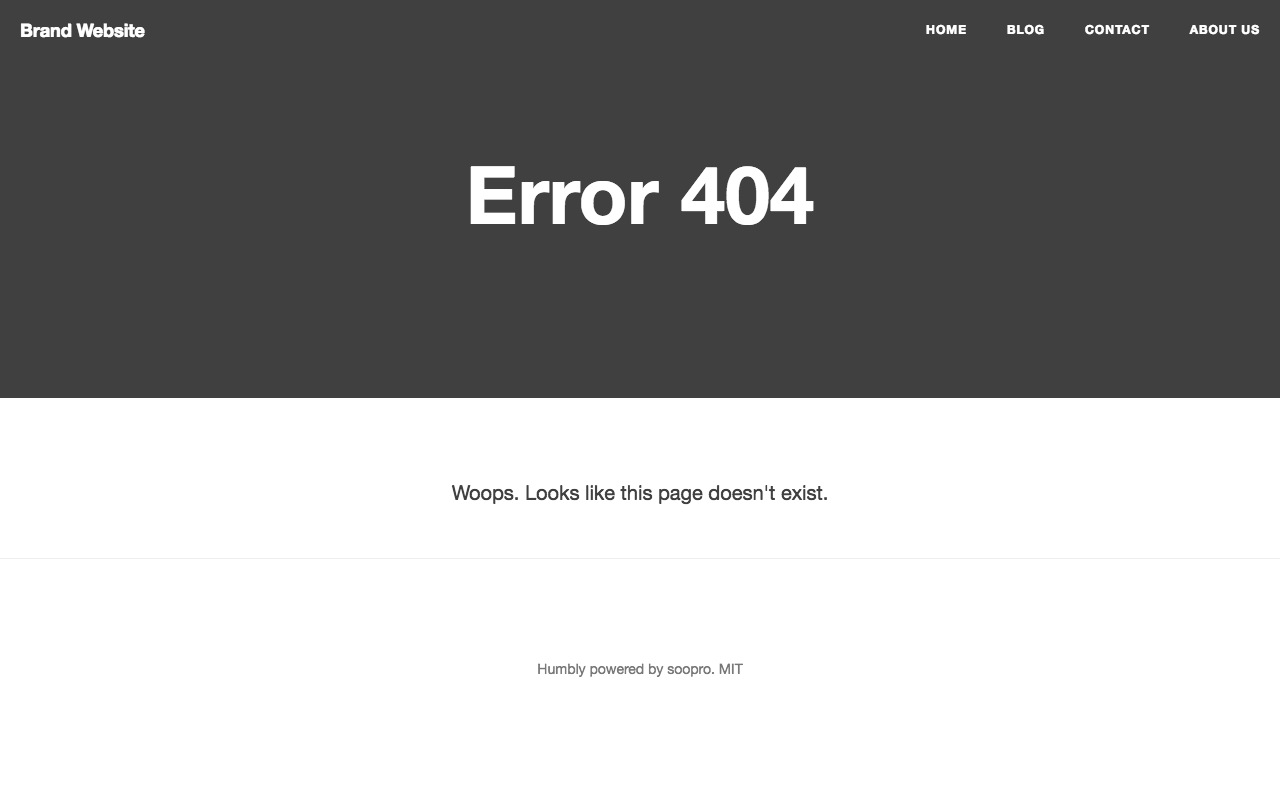 Brand Website
HOME BLOG CONTACT ABOUT US
Error 404
Woops. Looks like this page doesn't exist.
Humbly powered by soopro. MIT